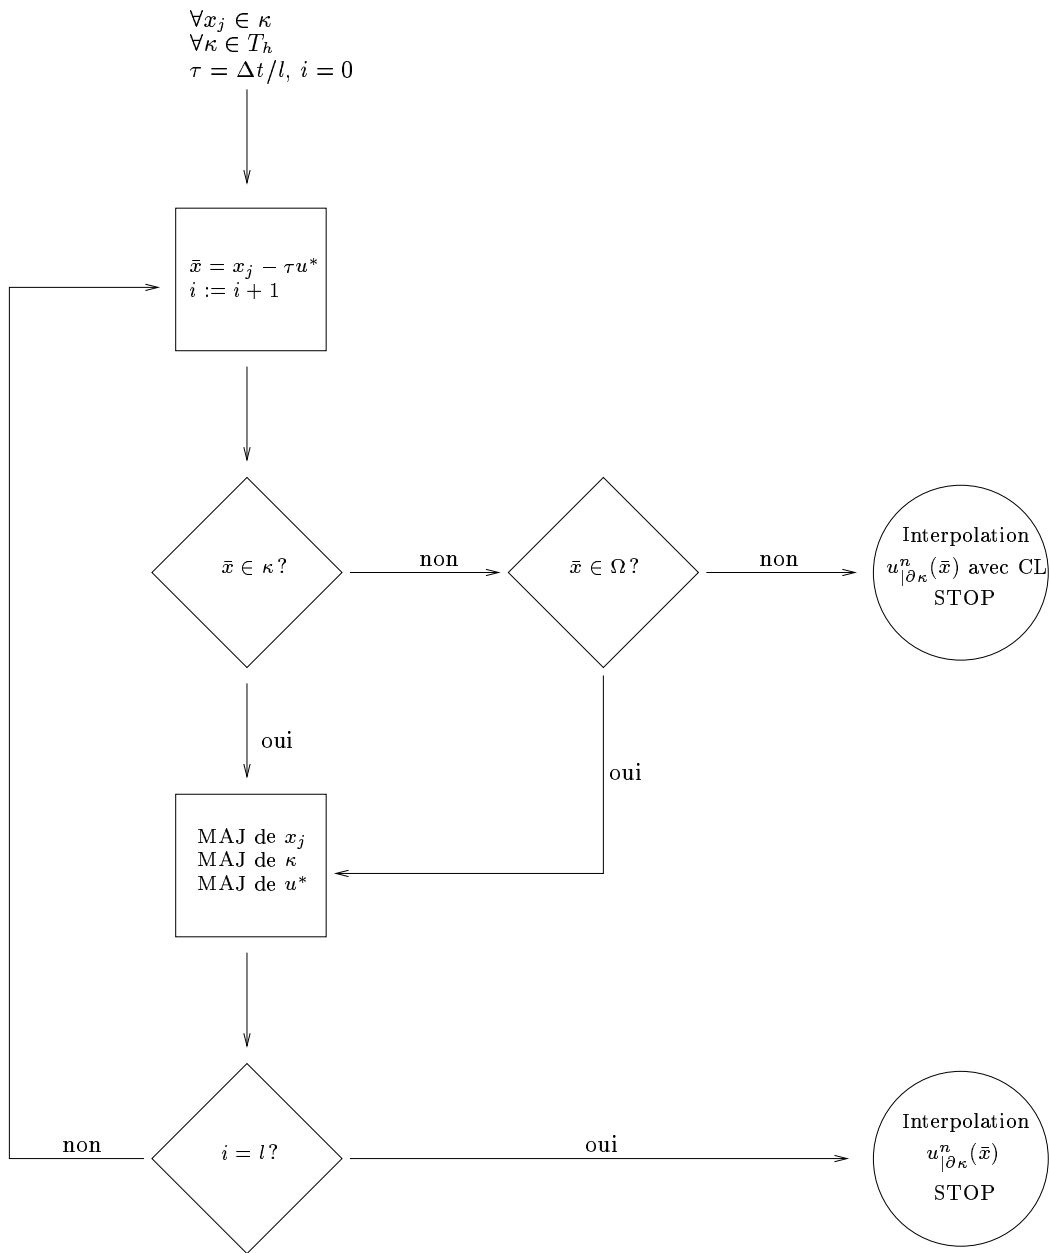 ∀x_j ∈ κ
∀κ ∈ T_h
τ = Δt/l, i = 0
x̄ = x_j − τu*
i := i + 1
x̄ ∈ κ ?
non
x̄ ∈ Ω ?
non
Interpolation
u^n_{|∂κ}(x̄) avec CL
STOP
oui
oui
MAJ de x_j
MAJ de κ
MAJ de u*
non
i = l ?
oui
Interpolation
u^n_{|∂κ}(x̄)
STOP